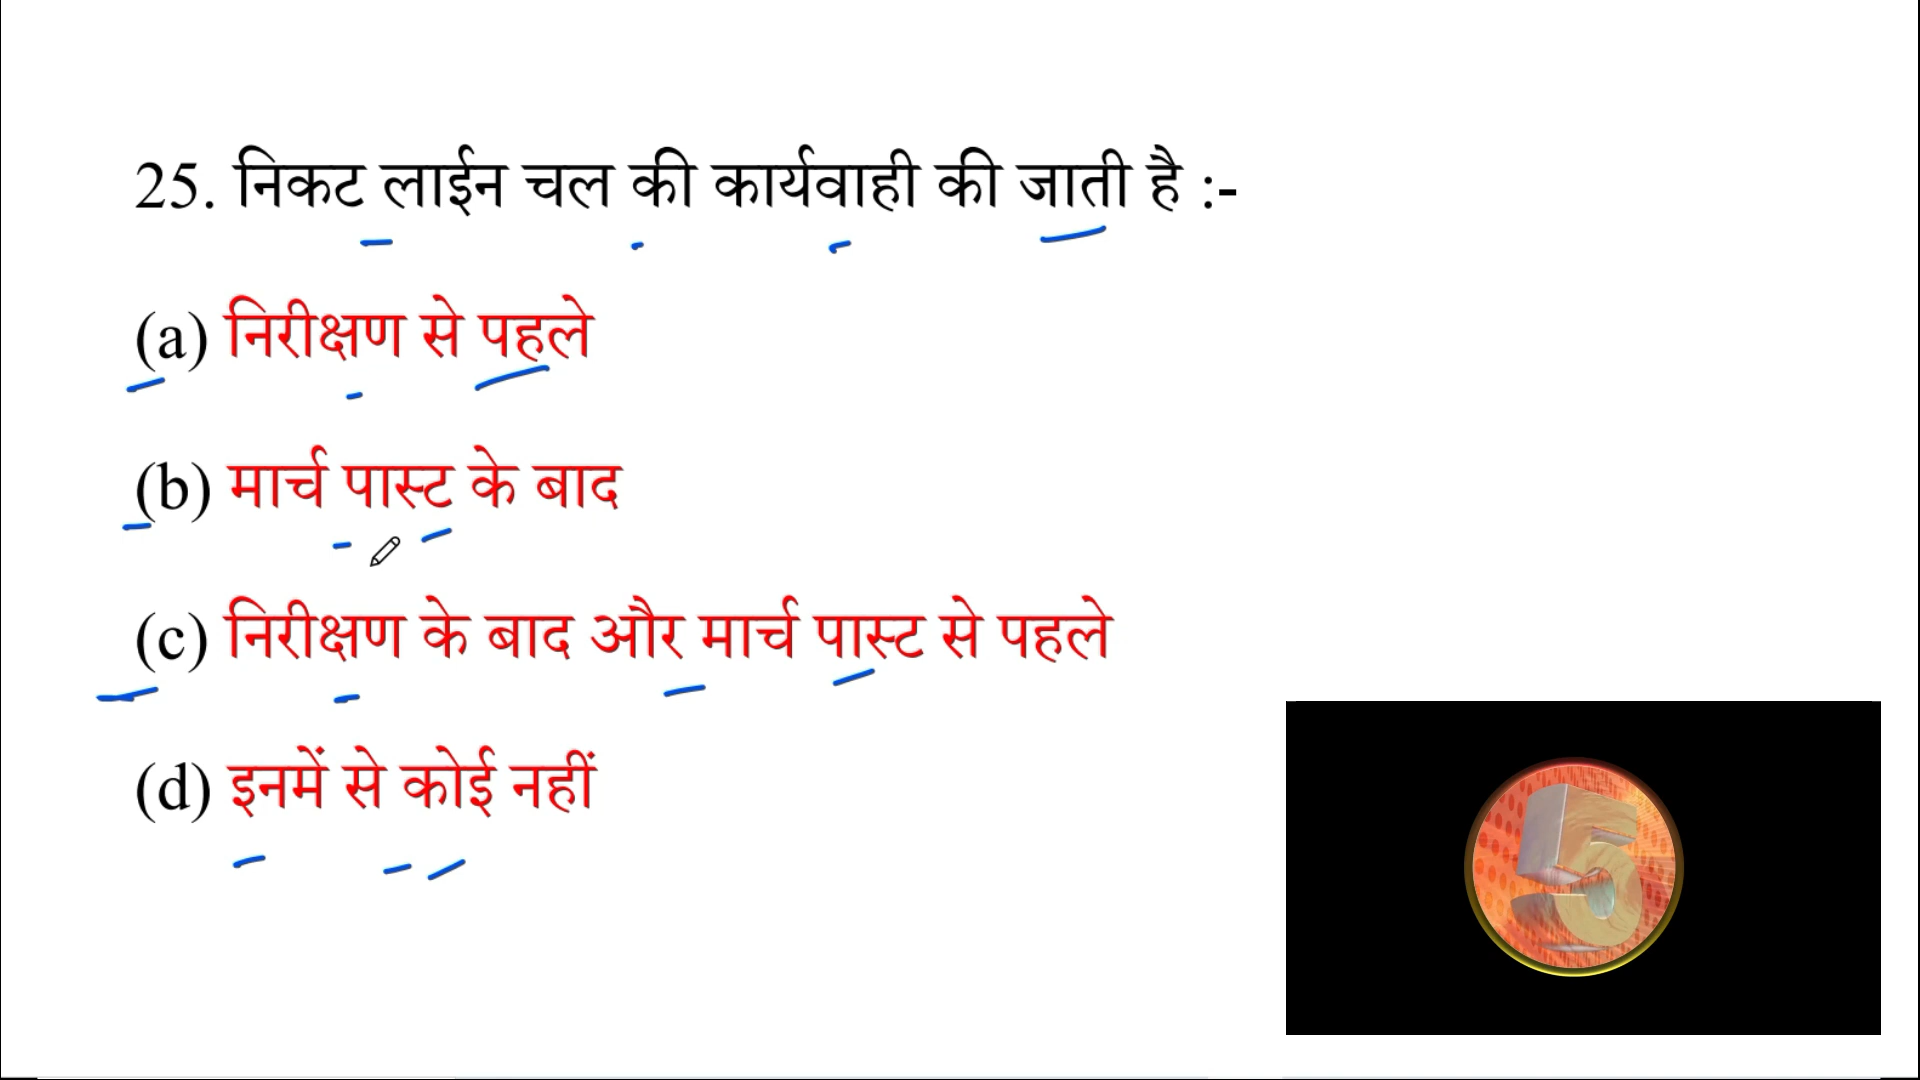 25. निकट लाईन चल की कार्यवाही की जाती है :-
(a) निरीक्षण से पहले
(b) मार्च पास्ट के बाद
(c) निरीक्षण के बाद और मार्च पास्ट से पहले
(d) इनमें से कोई नहीं
5